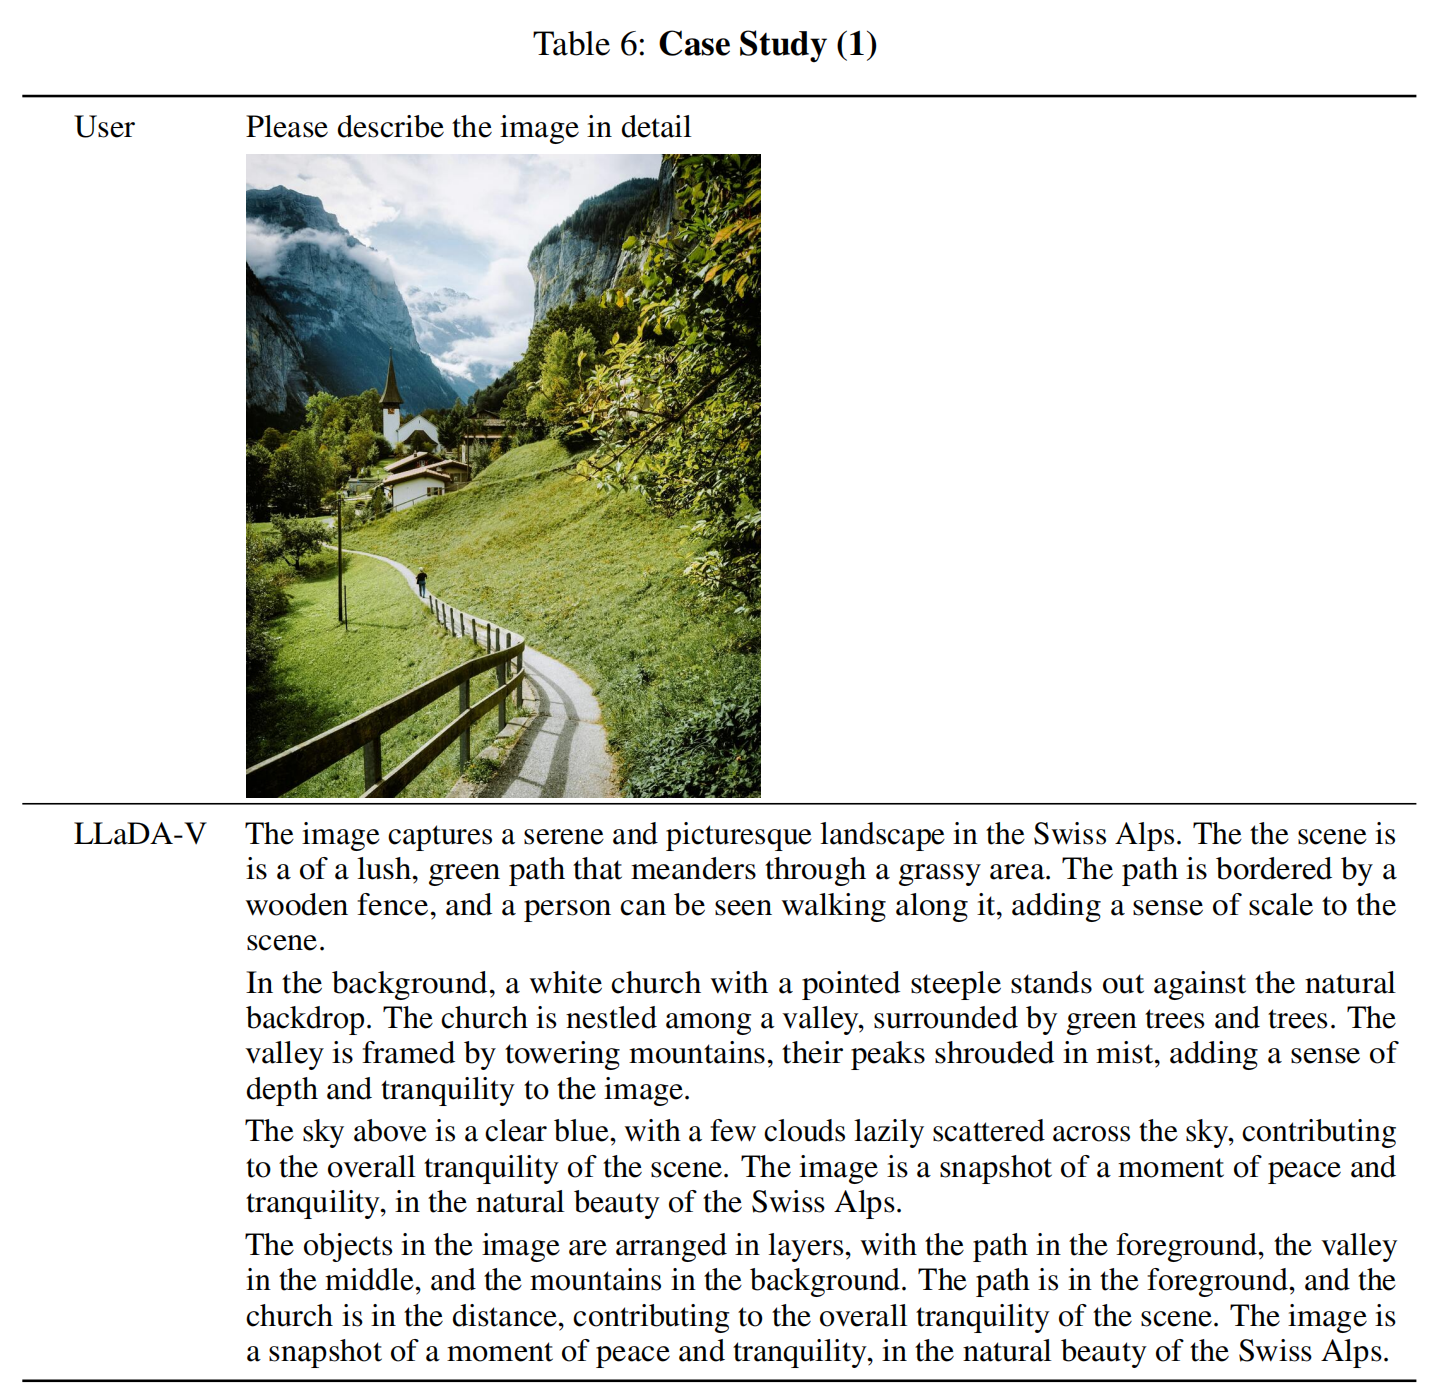 Table 6: Case Study (1)
User Please describe the image in detail
LLaDA-V The image captures a serene and picturesque landscape in the Swiss Alps. The the scene is
is a of a lush, green path that meanders through a grassy area. The path is bordered by a
wooden fence, and a person can be seen walking along it, adding a sense of scale to the
scene.
In the background, a white church with a pointed steeple stands out against the natural
backdrop. The church is nestled among a valley, surrounded by green trees and trees. The
valley is framed by towering mountains, their peaks shrouded in mist, adding a sense of
depth and tranquility to the image.
The sky above is a clear blue, with a few clouds lazily scattered across the sky, contributing
to the overall tranquility of the scene. The image is a snapshot of a moment of peace and
tranquility, in the natural beauty of the Swiss Alps.
The objects in the image are arranged in layers, with the path in the foreground, the valley
in the middle, and the mountains in the background. The path is in the foreground, and the
church is in the distance, contributing to the overall tranquility of the scene. The image is
a snapshot of a moment of peace and tranquility, in the natural beauty of the Swiss Alps.